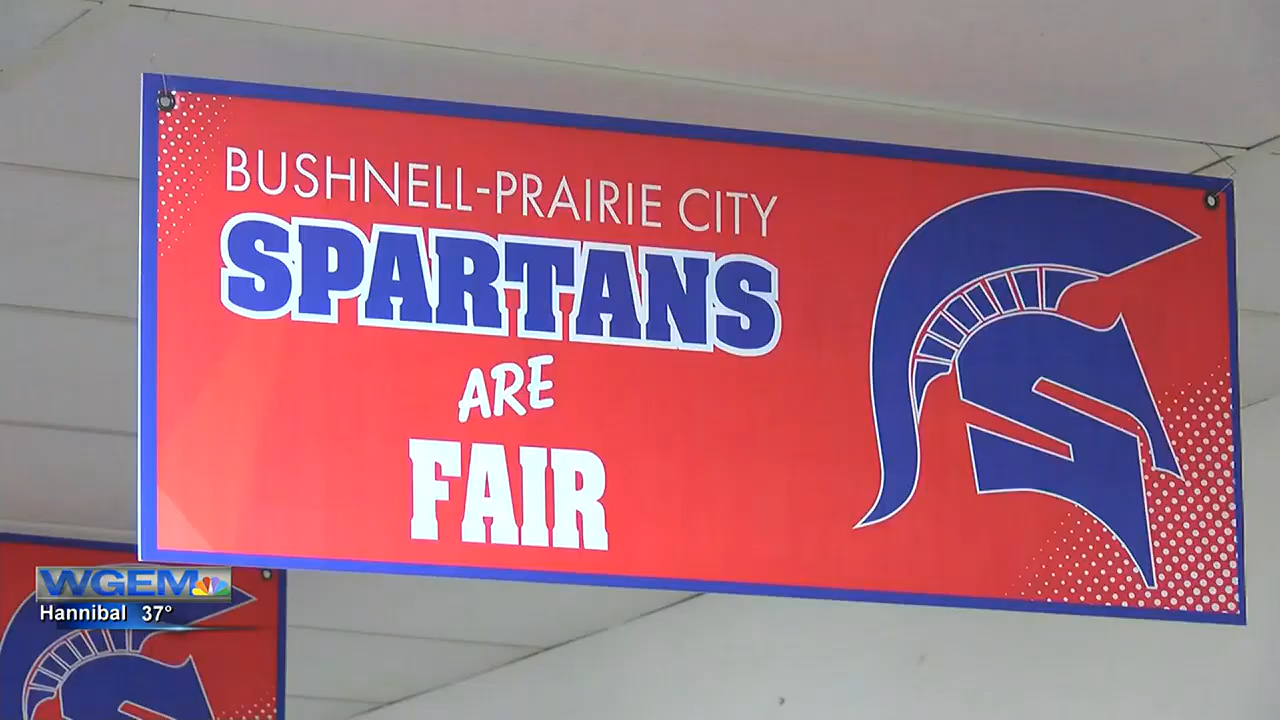 BUSHNELL-PRAIRIE CITY
SPARTANS
ARE
FAIR
WGEM
Hannibal 37°